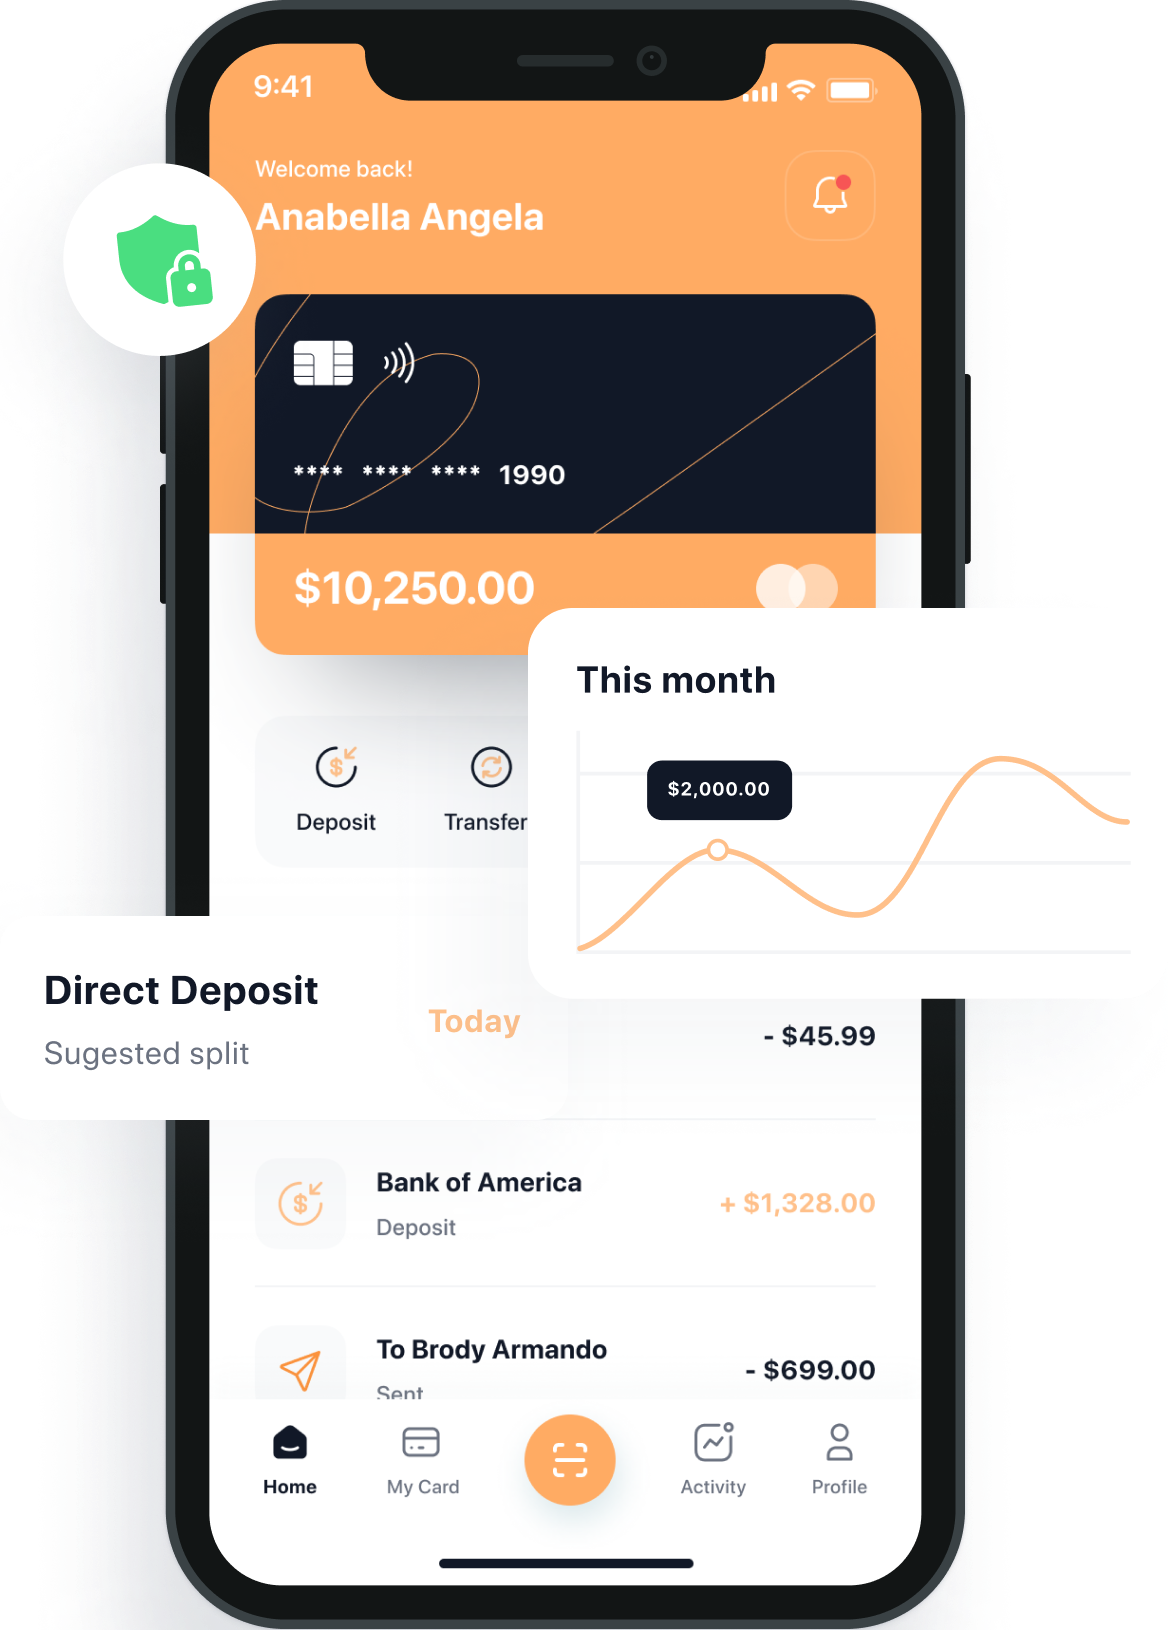 9:41
Welcome back!
Anabella Angela
**** **** **** 1990
$10,250.00
This month
$2,000.00
Deposit
Transfer
Direct Deposit
Sugested split
Today
- $45.99
Bank of America
Deposit
+ $1,328.00
To Brody Armando
Sent
- $699.00
Home
My Card
Activity
Profile